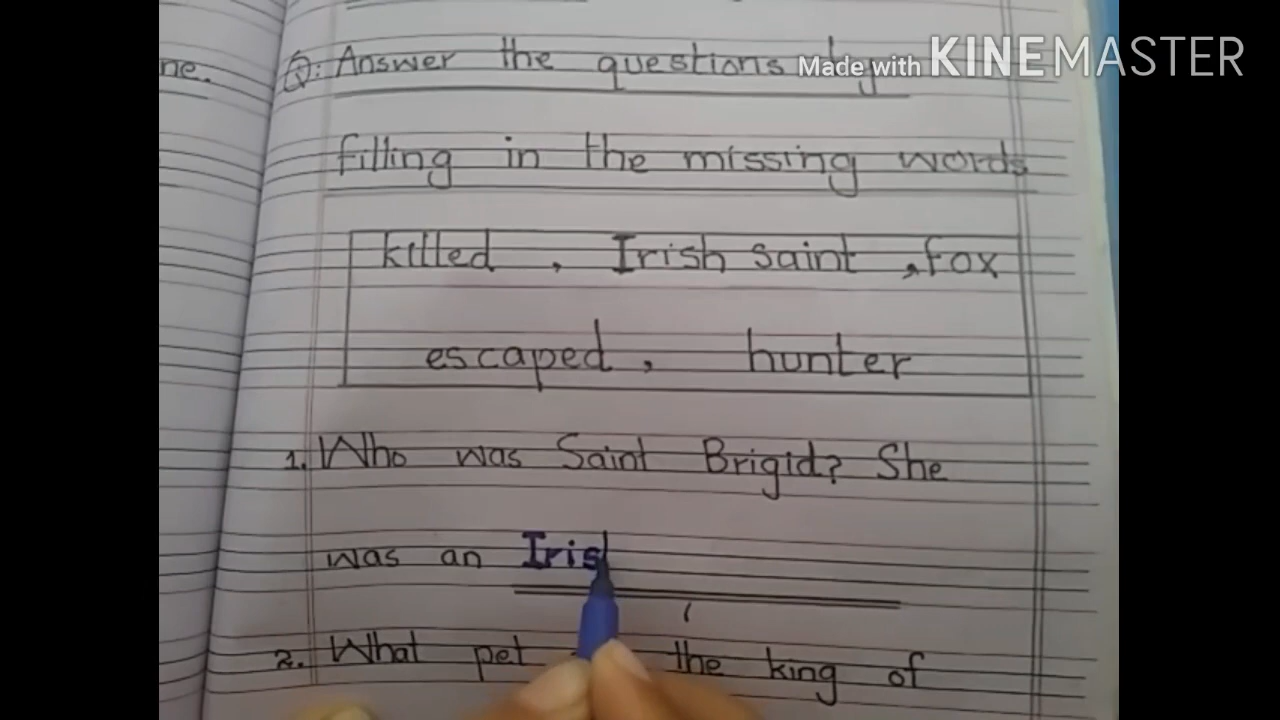 ne.
Q: Answer the questions by
Made with KINEMASTER
filling in the missing words
killed , Irish saint , fox
escaped , hunter
1. Who was Saint Brigid? She
was an Irish
2. What pet the king of